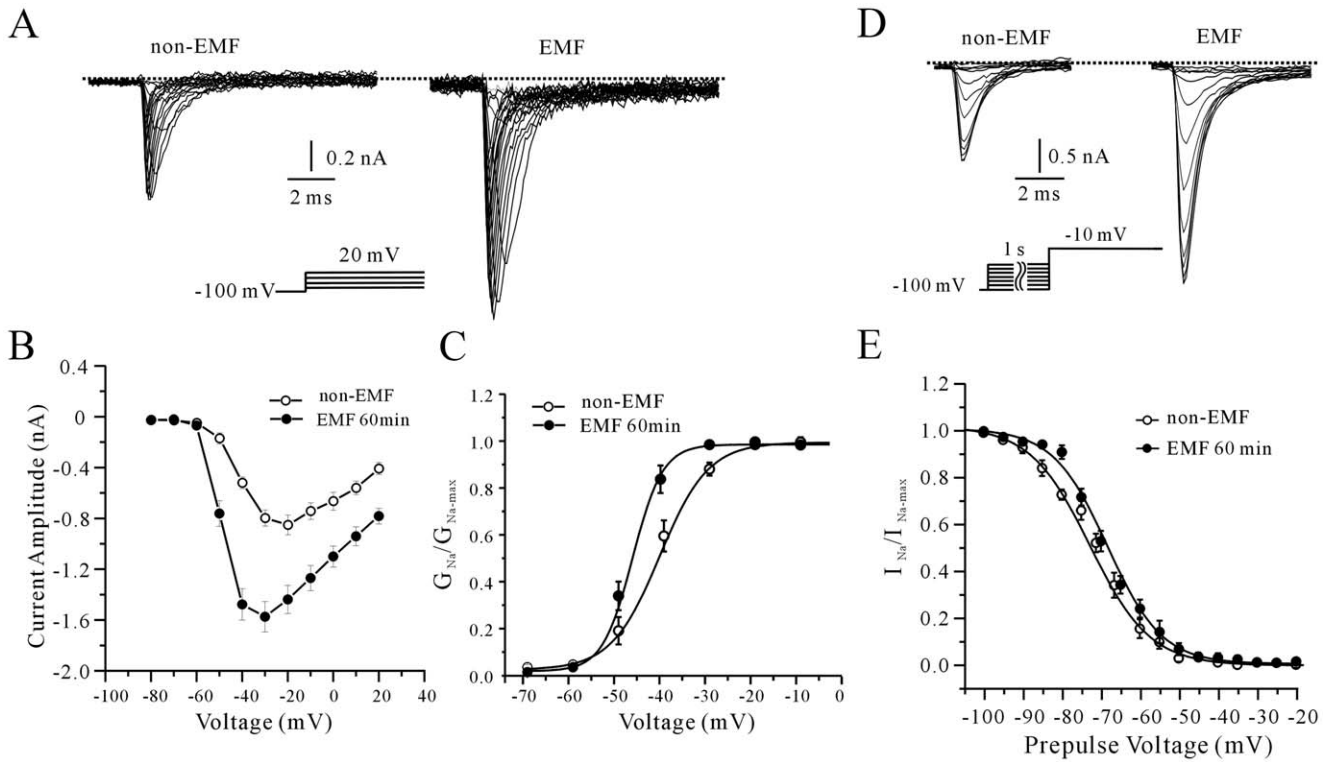 A
non-EMF
EMF
0.2 nA
2 ms
20 mV
-100 mV
D
non-EMF
EMF
0.5 nA
2 ms
-10 mV
1 s
-100 mV
B
0.4
0
-0.4
-0.8
-1.2
-1.6
-2.0
Current Amplitude (nA)
non-EMF
EMF 60min
-100 -80 -60 -40 -20 0 20 40
Voltage (mV)
C
1.2
1.0
0.8
0.6
0.4
0.2
0.0
G Na/G Na-max
non-EMF
EMF 60min
-70 -60 -50 -40 -30 -20 -10 0
Voltage (mV)
E
1.2
1.0
0.8
0.6
0.4
0.2
0.0
I Na/I Na-max
non-EMF
EMF 60 min
-100 -90 -80 -70 -60 -50 -40 -30 -20
Prepulse Voltage (mV)